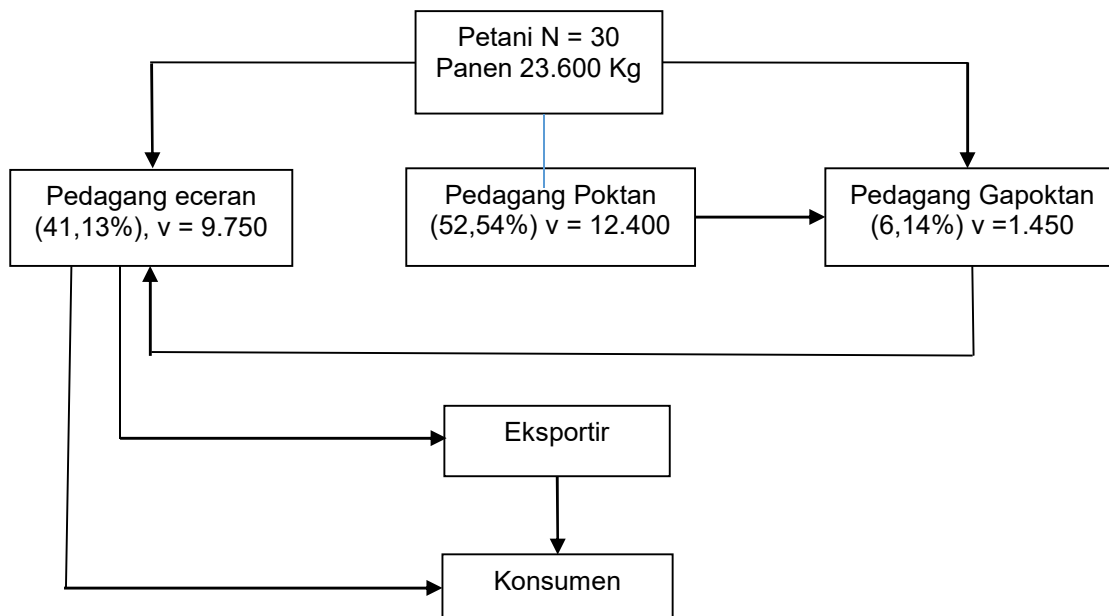 Petani N = 30
Panen 23.600 Kg
Pedagang eceran
(41,13%), v = 9.750
Pedagang Poktan
(52,54%) v = 12.400
Pedagang Gapoktan
(6,14%) v =1.450
Eksportir
Konsumen